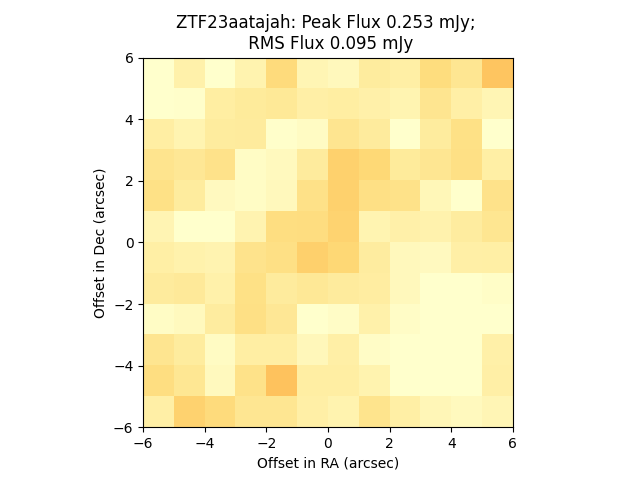 ZTF23aatajah: Peak Flux 0.253 mJy;
RMS Flux 0.095 mJy
6
4
2
0
−2
−4
−6
Offset in Dec (arcsec)
−6 −4 −2 0 2 4 6
Offset in RA (arcsec)